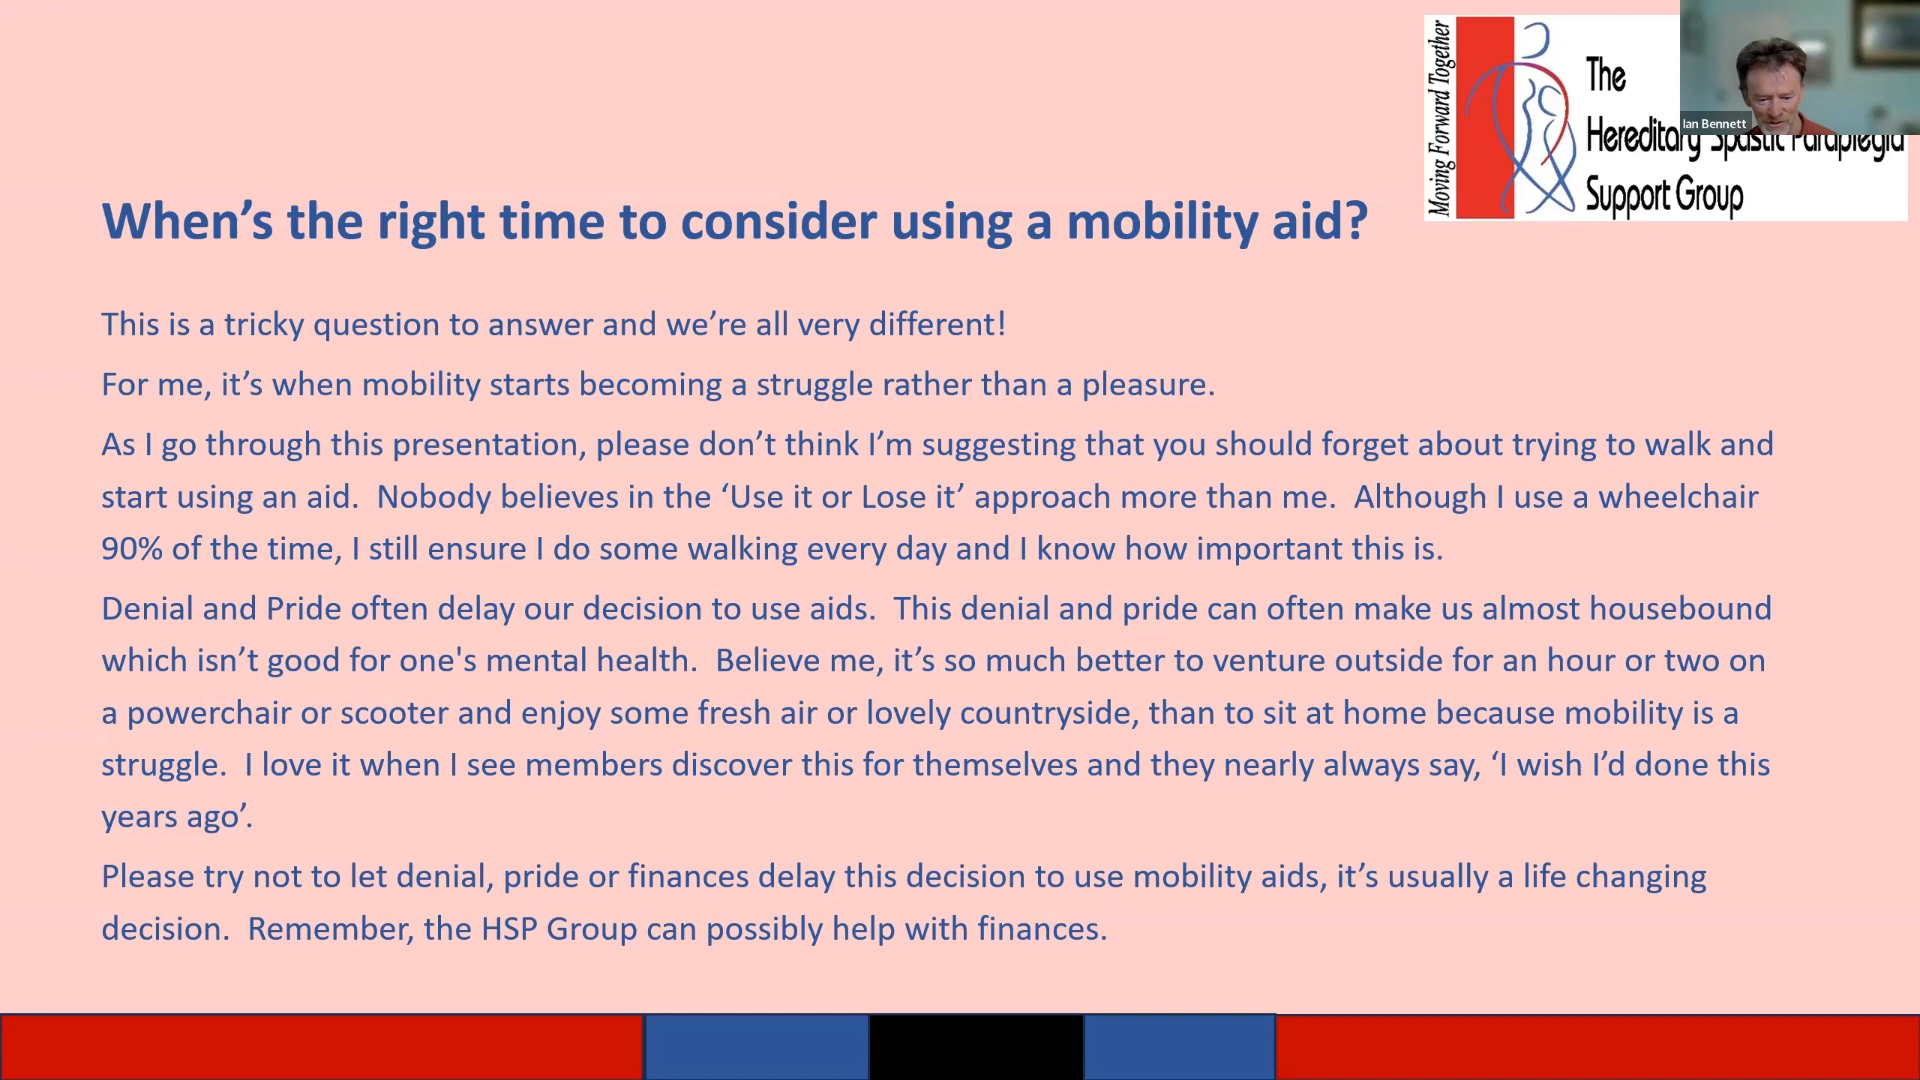 Moving Forward Together
The
Hereditary Spastic Paraplegia
Support Group
Ian Bennett
When’s the right time to consider using a mobility aid?
This is a tricky question to answer and we’re all very different!
For me, it’s when mobility starts becoming a struggle rather than a pleasure.
As I go through this presentation, please don’t think I’m suggesting that you should forget about trying to walk and
start using an aid.  Nobody believes in the ‘Use it or Lose it’ approach more than me.  Although I use a wheelchair
90% of the time, I still ensure I do some walking every day and I know how important this is.
Denial and Pride often delay our decision to use aids.  This denial and pride can often make us almost housebound
which isn’t good for one's mental health.  Believe me, it’s so much better to venture outside for an hour or two on
a powerchair or scooter and enjoy some fresh air or lovely countryside, than to sit at home because mobility is a
struggle.  I love it when I see members discover this for themselves and they nearly always say, ‘I wish I’d done this
years ago’.
Please try not to let denial, pride or finances delay this decision to use mobility aids, it’s usually a life changing
decision.  Remember, the HSP Group can possibly help with finances.